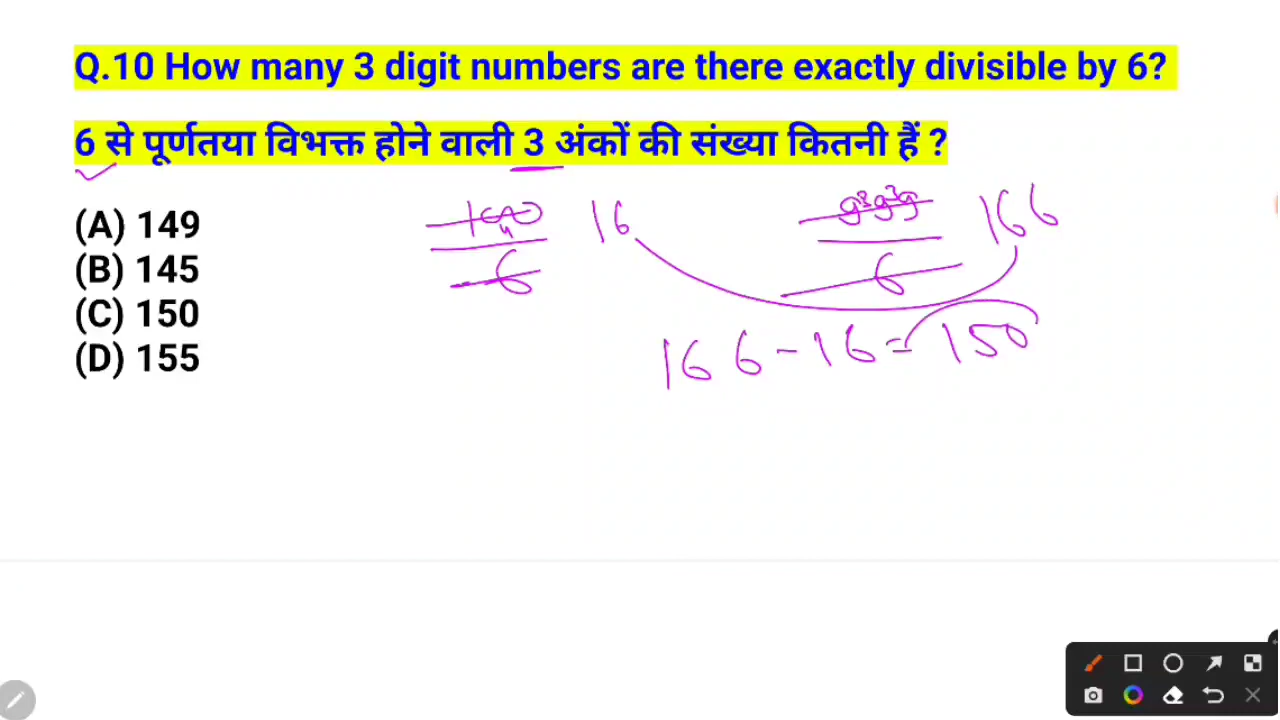 Q.10 How many 3 digit numbers are there exactly divisible by 6?
6 से पूर्णतया विभक्त होने वाली 3 अंकों की संख्या कितनी हैं ?
(A) 149
(B) 145
(C) 150
(D) 155
16
6
166
6
166-16=150